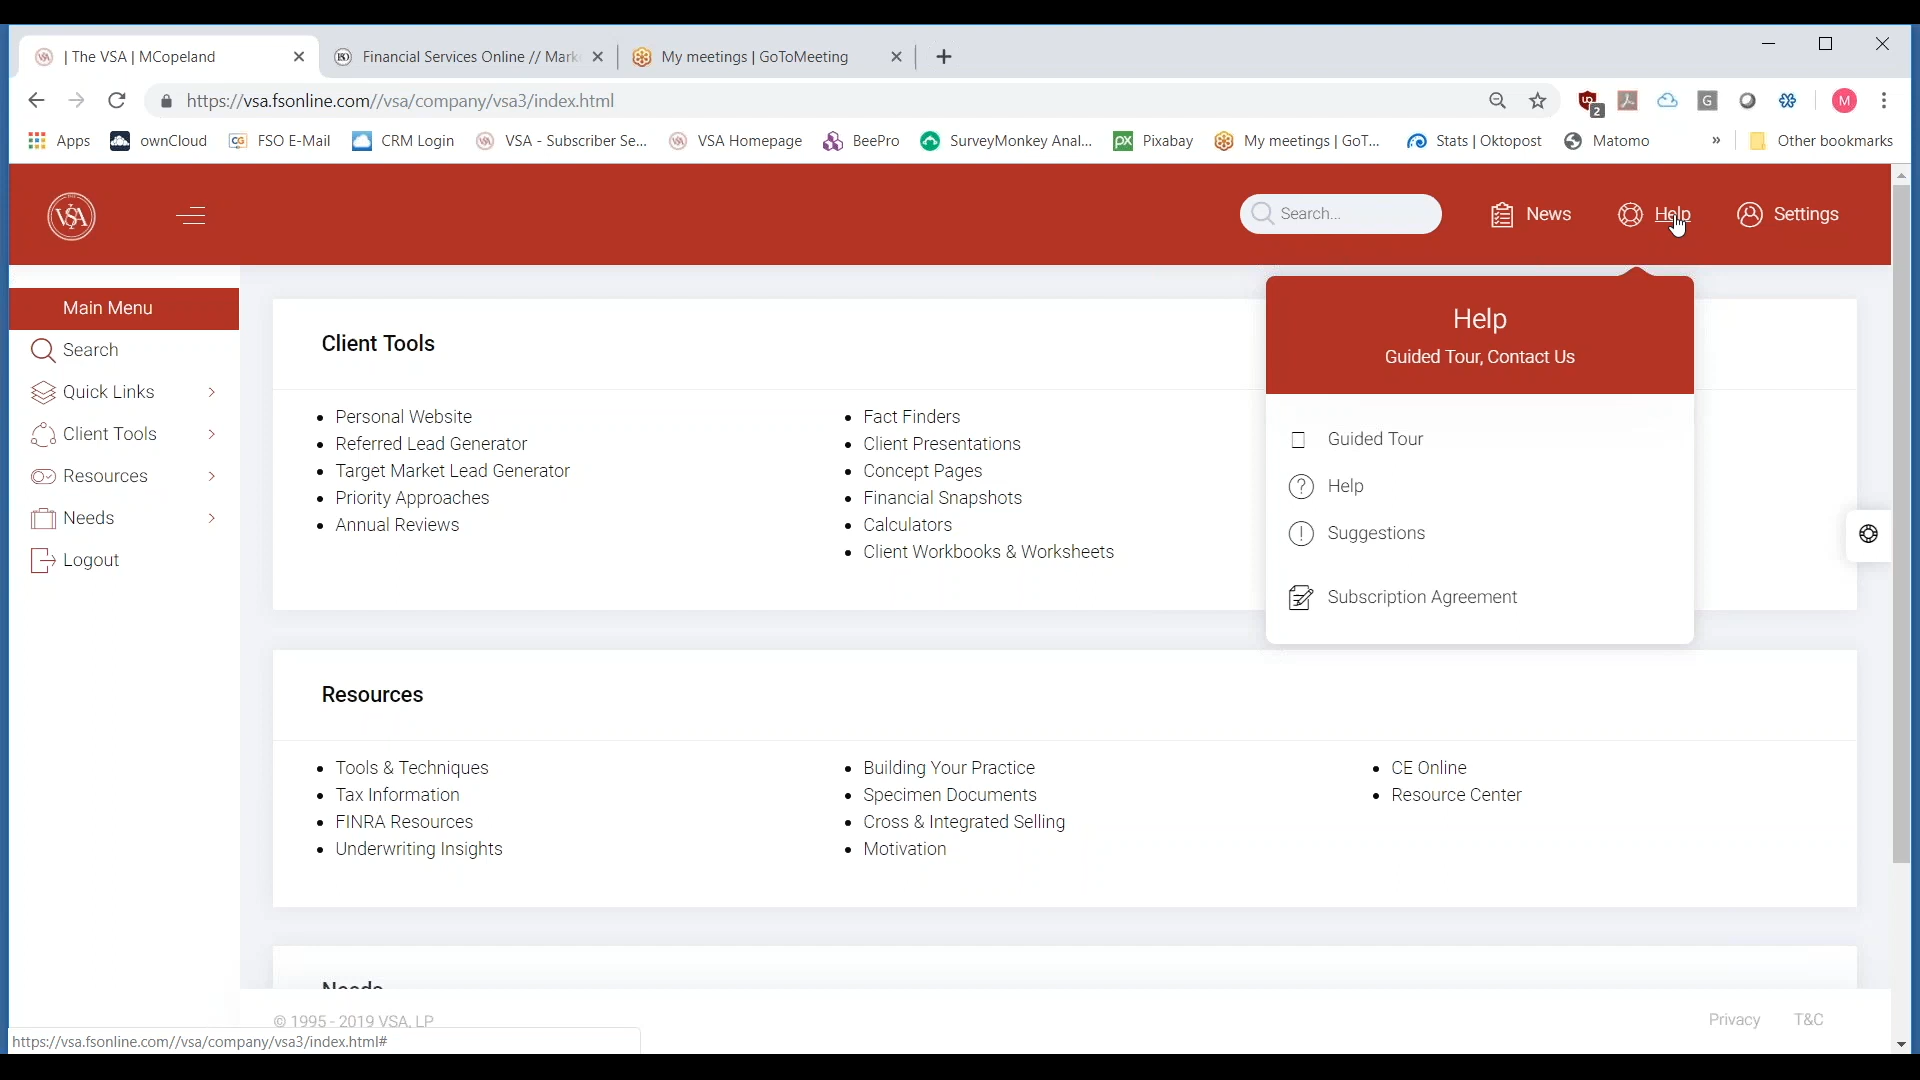 | The VSA | MCopeland
Financial Services Online // Mark
My meetings | GoToMeeting
https://vsa.fsonline.com//vsa/company/vsa3/index.html
2
G
M
Apps
ownCloud
CG
FSO E-Mail
CRM Login
VSA - Subscriber Se...
VSA Homepage
BeePro
SurveyMonkey Anal...
px
Pixabay
My meetings | GoT...
Stats | Oktopost
Matomo
»
Other bookmarks
VSA
Search...
News
Help
Settings
Main Menu
Search
Quick Links
Client Tools
Resources
Needs
Logout
Client Tools
Personal Website
Referred Lead Generator
Target Market Lead Generator
Priority Approaches
Annual Reviews
Fact Finders
Client Presentations
Concept Pages
Financial Snapshots
Calculators
Client Workbooks & Worksheets
Help
Guided Tour, Contact Us
Guided Tour
Help
Suggestions
Subscription Agreement
Resources
Tools & Techniques
Tax Information
FINRA Resources
Underwriting Insights
Building Your Practice
Specimen Documents
Cross & Integrated Selling
Motivation
CE Online
Resource Center
Needs
© 1995 - 2019 VSA, LP
Privacy
T&C
https://vsa.fsonline.com//vsa/company/vsa3/index.html#